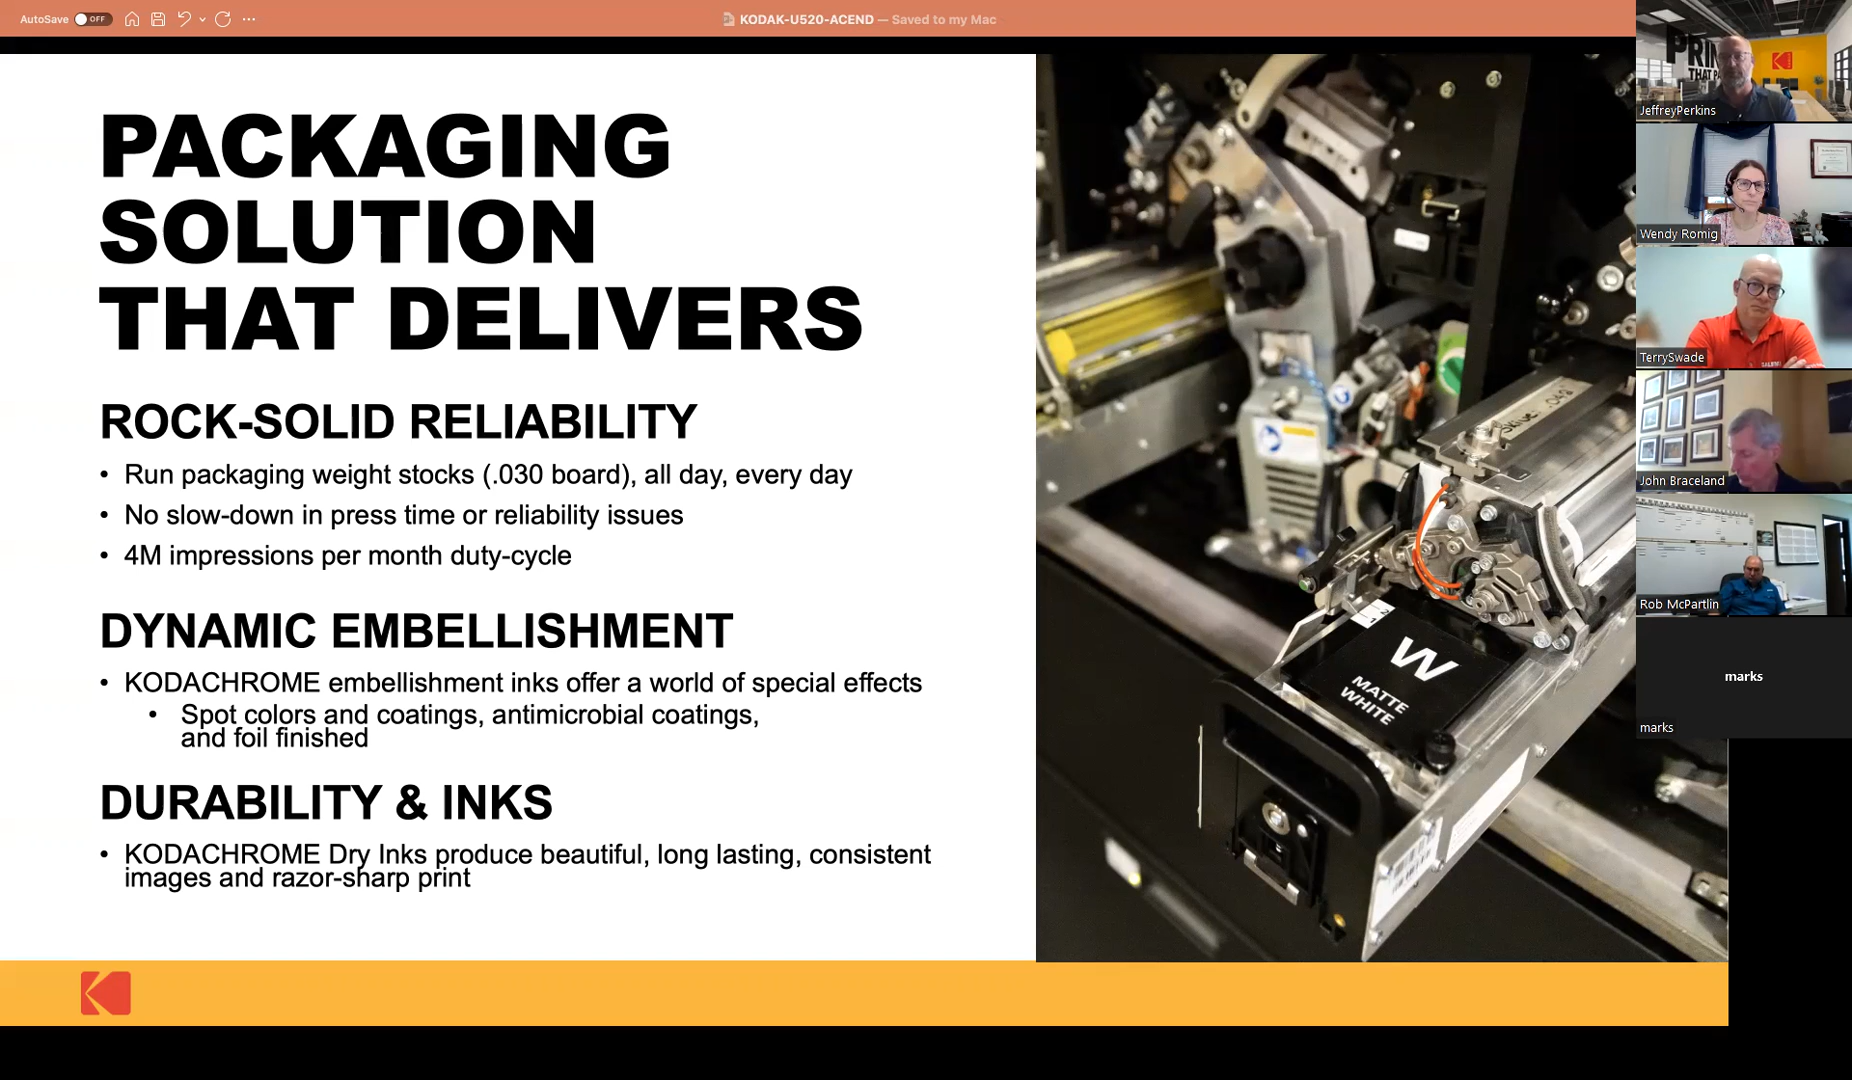 AutoSave OFF
KODAK-U520-ACEND — Saved to my Mac
PACKAGING
SOLUTION
THAT DELIVERS
ROCK-SOLID RELIABILITY
• Run packaging weight stocks (.030 board), all day, every day
• No slow-down in press time or reliability issues
• 4M impressions per month duty-cycle
DYNAMIC EMBELLISHMENT
• KODACHROME embellishment inks offer a world of special effects
• Spot colors and coatings, antimicrobial coatings,
and foil finished
DURABILITY & INKS
• KODACHROME Dry Inks produce beautiful, long lasting, consistent
images and razor-sharp print
W
MATTE
WHITE
JeffreyPerkins
Wendy Romig
TerrySwade
John Braceland
Rob McPartlin
marks
marks